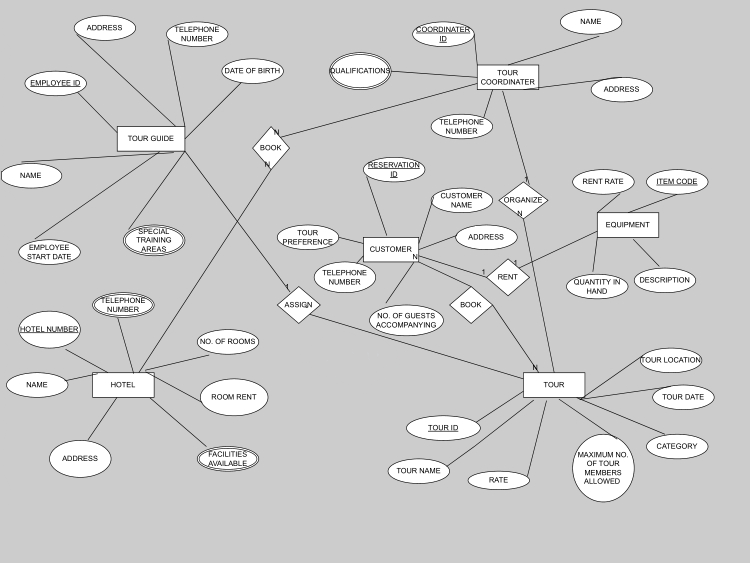 COORDINATER
ID
NAME
ADDRESS
TELEPHONE
NUMBER
QUALIFICATIONS
TOUR
COORDINATER
DATE OF BIRTH
EMPLOYEE ID
ADDRESS
TELEPHONE
NUMBER
TOUR GUIDE
N
BOOK
N
NAME
EMPLOYEE
START DATE
SPECIAL
TRAINING
AREAS
RESERVATION
ID
CUSTOMER
NAME
1
ORGANIZE
N
RENT RATE
ITEM CODE
EQUIPMENT
TOUR
PREFERENCE
CUSTOMER
N
ADDRESS
TELEPHONE
NUMBER
1
RENT
1
QUANTITY IN
HAND
DESCRIPTION
1
ASSIGN
NO. OF GUESTS
ACCOMPANYING
BOOK
TELEPHONE
NUMBER
HOTEL NUMBER
NO. OF ROOMS
NAME
HOTEL
ROOM RENT
ADDRESS
FACILITIES
AVAILABLE
N
TOUR
TOUR LOCATION
TOUR DATE
CATEGORY
TOUR ID
TOUR NAME
RATE
MAXIMUM NO.
OF TOUR
MEMBERS
ALLOWED